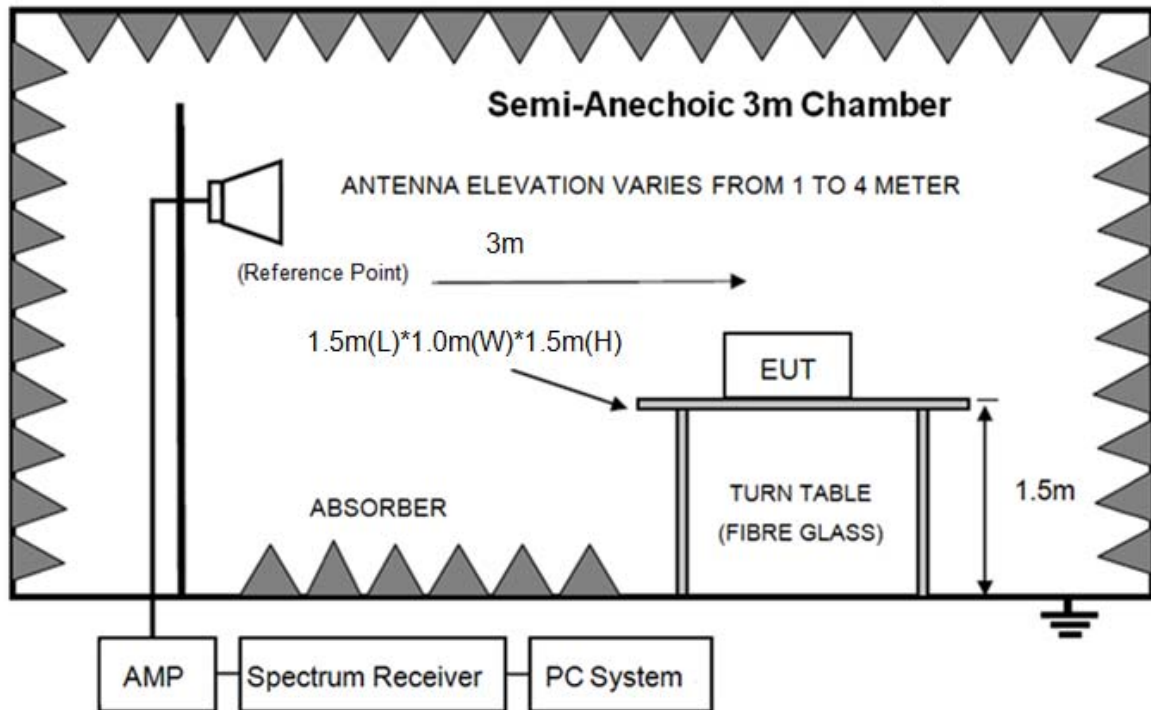 Semi-Anechoic 3m Chamber
ANTENNA ELEVATION VARIES FROM 1 TO 4 METER
3m
(Reference Point)
1.5m(L)*1.0m(W)*1.5m(H)
EUT
ABSORBER
TURN TABLE
(FIBRE GLASS)
1.5m
AMP
Spectrum Receiver
PC System